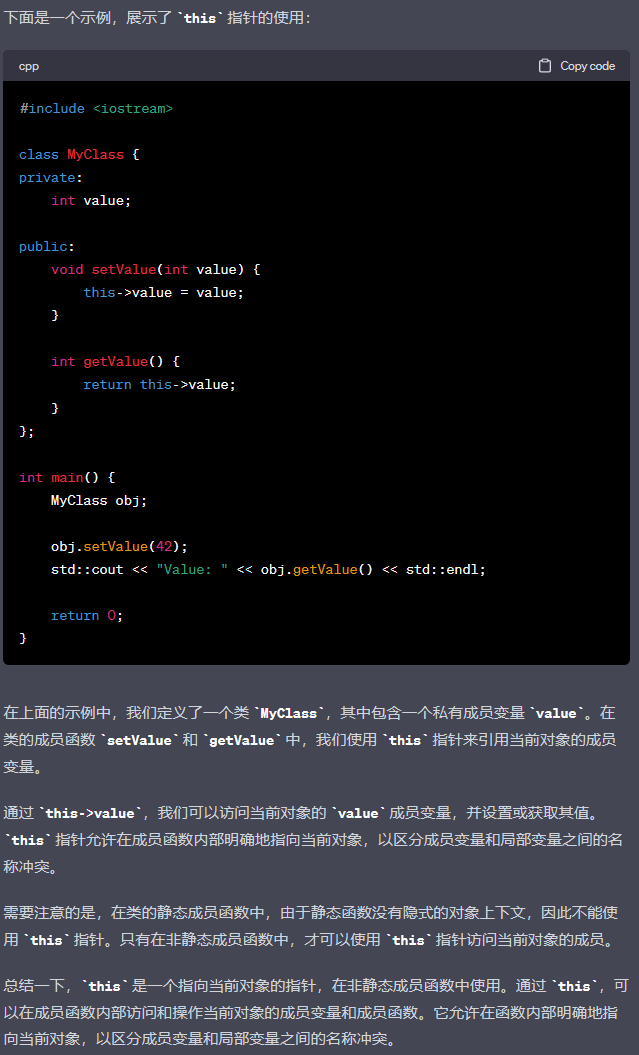 下面是一个示例，展示了 `this` 指针的使用：
cpp
Copy code
#include <iostream>
class MyClass {
private:
    int value;
public:
    void setValue(int value) {
        this->value = value;
    }
    int getValue() {
        return this->value;
    }
};
int main() {
    MyClass obj;
    obj.setValue(42);
    std::cout << "Value: " << obj.getValue() << std::endl;
    return 0;
}
在上面的示例中，我们定义了一个类 `MyClass`，其中包含一个私有成员变量 `value`。在
类的成员函数 `setValue` 和 `getValue` 中，我们使用 `this` 指针来引用当前对象的成员
变量。
通过 `this->value`，我们可以访问当前对象的 `value` 成员变量，并设置或获取其值。
`this` 指针允许在成员函数内部明确地指向当前对象，以区分成员变量和局部变量之间的名
称冲突。
需要注意的是，在类的静态成员函数中，由于静态函数没有隐式的对象上下文，因此不能使
用 `this` 指针。只有在非静态成员函数中，才可以使用 `this` 指针访问当前对象的成员。
总结一下，`this` 是一个指向当前对象的指针，在非静态成员函数中使用。通过 `this`，可
以在成员函数内部访问和操作当前对象的成员变量和成员函数。它允许在函数内部明确地指
向当前对象，以区分成员变量和局部变量之间的名称冲突。